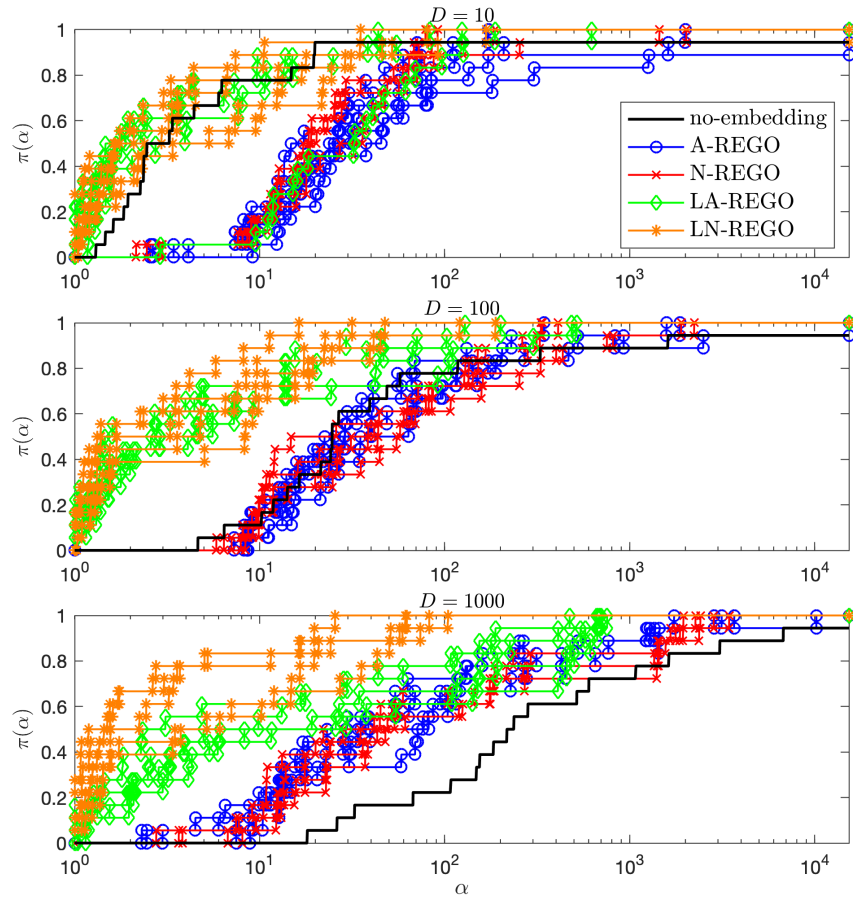 D = 10
1
0.8
0.6
0.4
0.2
0
π(α)
no-embedding
A-REGO
N-REGO
LA-REGO
LN-REGO
10^0 10^1 10^2 10^3 10^4
D = 100
1
0.8
0.6
0.4
0.2
0
π(α)
10^0 10^1 10^2 10^3 10^4
D = 1000
1
0.8
0.6
0.4
0.2
0
π(α)
10^0 10^1 10^2 10^3 10^4
α